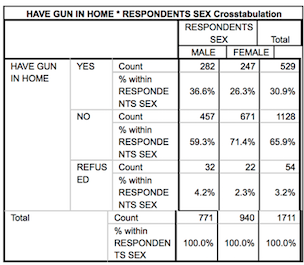 HAVE GUN IN HOME * RESPONDENTS SEX Crosstabulation
RESPONDENTS
SEX
MALE FEMALE Total
HAVE GUN YES Count 282 247 529
IN HOME % within
RESPONDE 36.6% 26.3% 30.9%
NTS SEX
NO Count 457 671 1128
% within
RESPONDE 59.3% 71.4% 65.9%
NTS SEX
REFUS Count 32 22 54
ED % within
RESPONDE 4.2% 2.3% 3.2%
NTS SEX
Total Count 771 940 1711
% within
RESPONDEN 100.0% 100.0% 100.0%
TS SEX